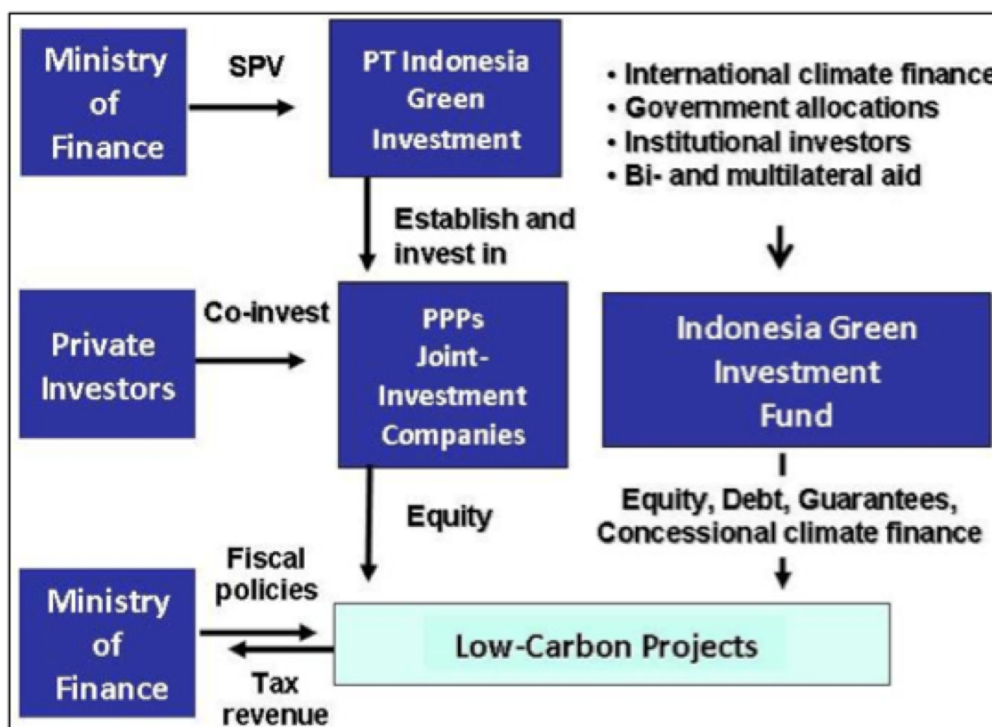 Ministry
of
Finance
SPV
PT Indonesia
Green
Investment
• International climate finance
• Government allocations
• Institutional investors
• Bi- and multilateral aid
Establish and
invest in
Private
Investors
Co-invest
PPPs
Joint-
Investment
Companies
Indonesia Green
Investment
Fund
Equity
Equity, Debt, Guarantees,
Concessional climate finance
Ministry
of
Finance
Fiscal
policies
Tax
revenue
Low-Carbon Projects